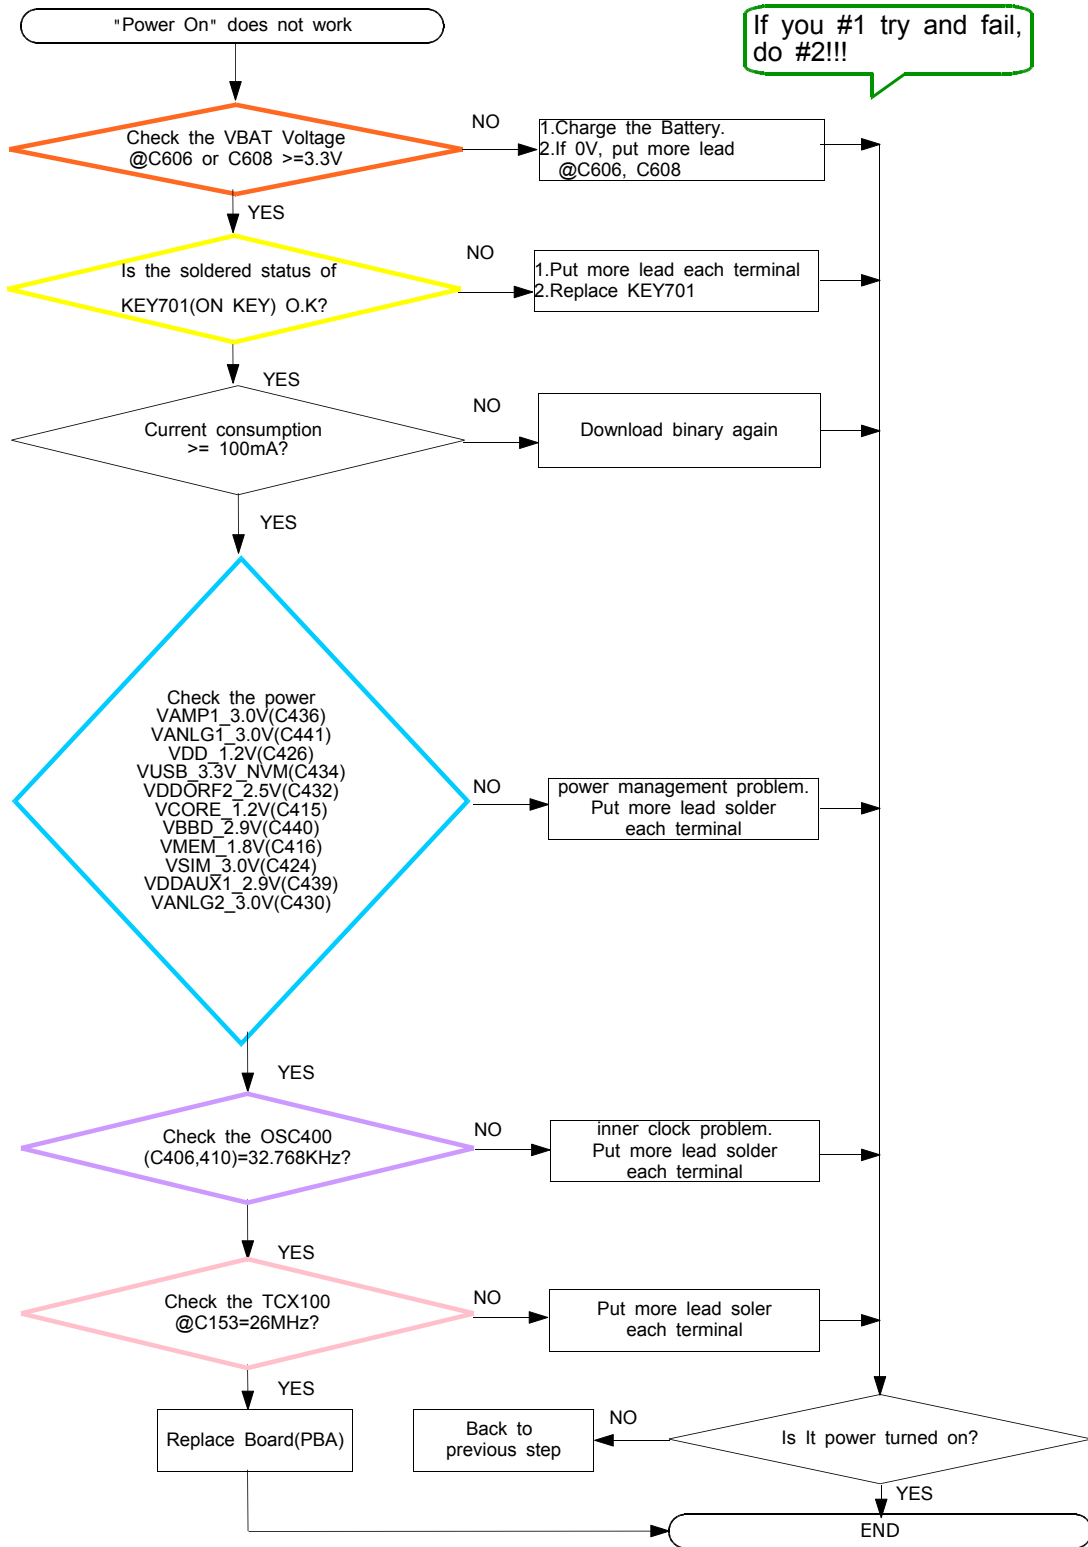 "Power On" does not work
If you #1 try and fail,
do #2!!!
Check the VBAT Voltage
@C606 or C608 >=3.3V
NO
1.Charge the Battery.
2.If 0V, put more lead
@C606, C608
YES
Is the soldered status of
KEY701(ON KEY) O.K?
NO
1.Put more lead each terminal
2.Replace KEY701
YES
Current consumption
>= 100mA?
NO
Download binary again
YES
Check the power
VAMP1_3.0V(C436)
VANLG1_3.0V(C441)
VDD_1.2V(C426)
VUSB_3.3V_NVM(C434)
VDDORF2_2.5V(C432)
VCORE_1.2V(C415)
VBBD_2.9V(C440)
VMEM_1.8V(C416)
VSIM_3.0V(C424)
VDDAUX1_2.9V(C439)
VANLG2_3.0V(C430)
NO
power management problem.
Put more lead solder
each terminal
YES
Check the OSC400
(C406,410)=32.768KHz?
NO
inner clock problem.
Put more lead solder
each terminal
YES
Check the TCX100
@C153=26MHz?
NO
Put more lead soler
each terminal
YES
Replace Board(PBA)
Back to
previous step
NO
Is It power turned on?
YES
END